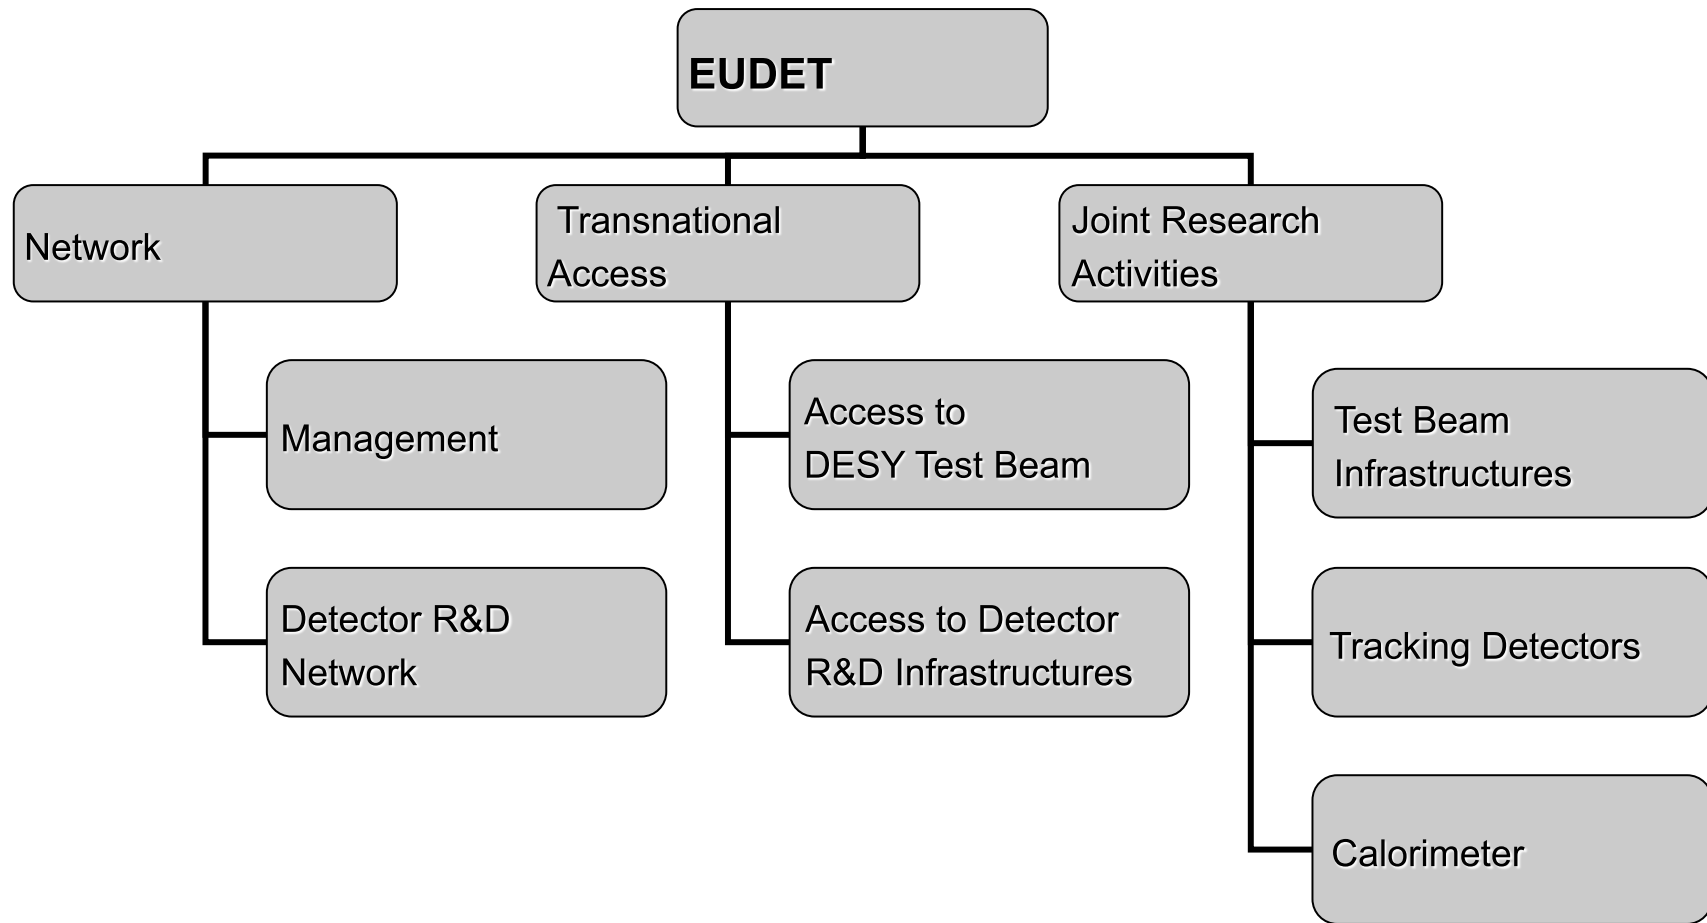 EUDET
Network
Transnational
Access
Joint Research
Activities
Management
Detector R&D
Network
Access to
DESY Test Beam
Access to Detector
R&D Infrastructures
Test Beam
Infrastructures
Tracking Detectors
Calorimeter